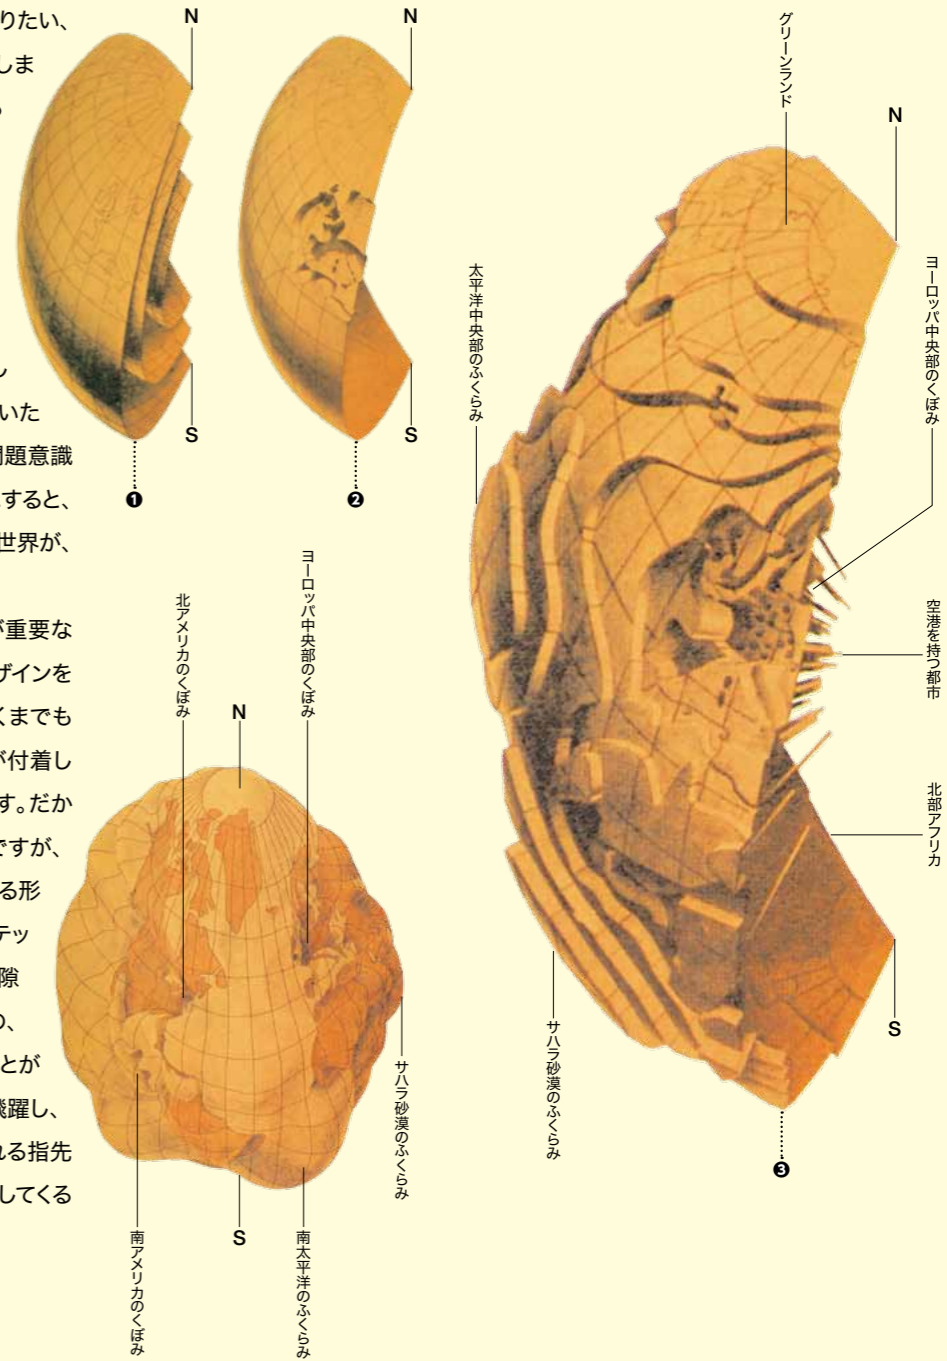 りたい、
しま
いた
問題意識
すると、
世界が、
が重要な
ザインを
くまでも
が付着し
す。だか
ですが、
る形
テッ
隙
とが
飛躍し、
れる指先
してくる
N
S
❶
N
S
❷
グリーンランド
N
ヨーロッパ中央部のくぼみ
太平洋中央部のふくらみ
空港を持つ都市
北部アフリカ
サハラ砂漠のふくらみ
S
❸
ヨーロッパ中央部のくぼみ
北アメリカのくぼみ
N
サハラ砂漠のふくらみ
S
南アメリカのくぼみ
南太平洋のふくらみ